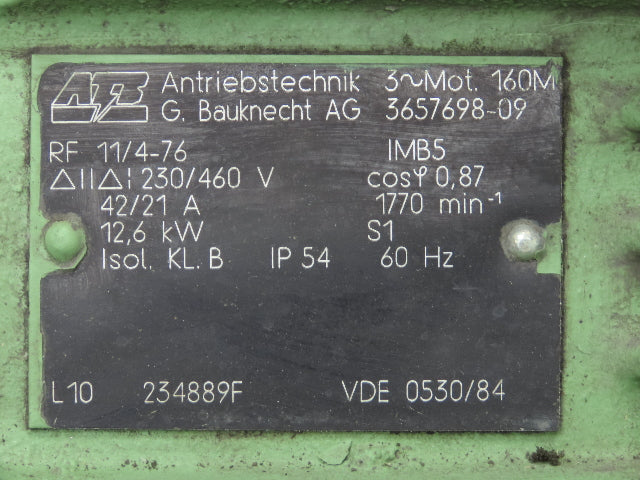 ATB Antriebstechnik 3~Mot. 160M
G. Bauknecht AG 3657698-09
RF 11/4-76 IMB5
△II△¦ 230/460 V cosφ 0,87
42/21 A 1770 min⁻¹
12,6 kW S1
Isol. KL. B IP 54 60 Hz
L10 234889F VDE 0530/84